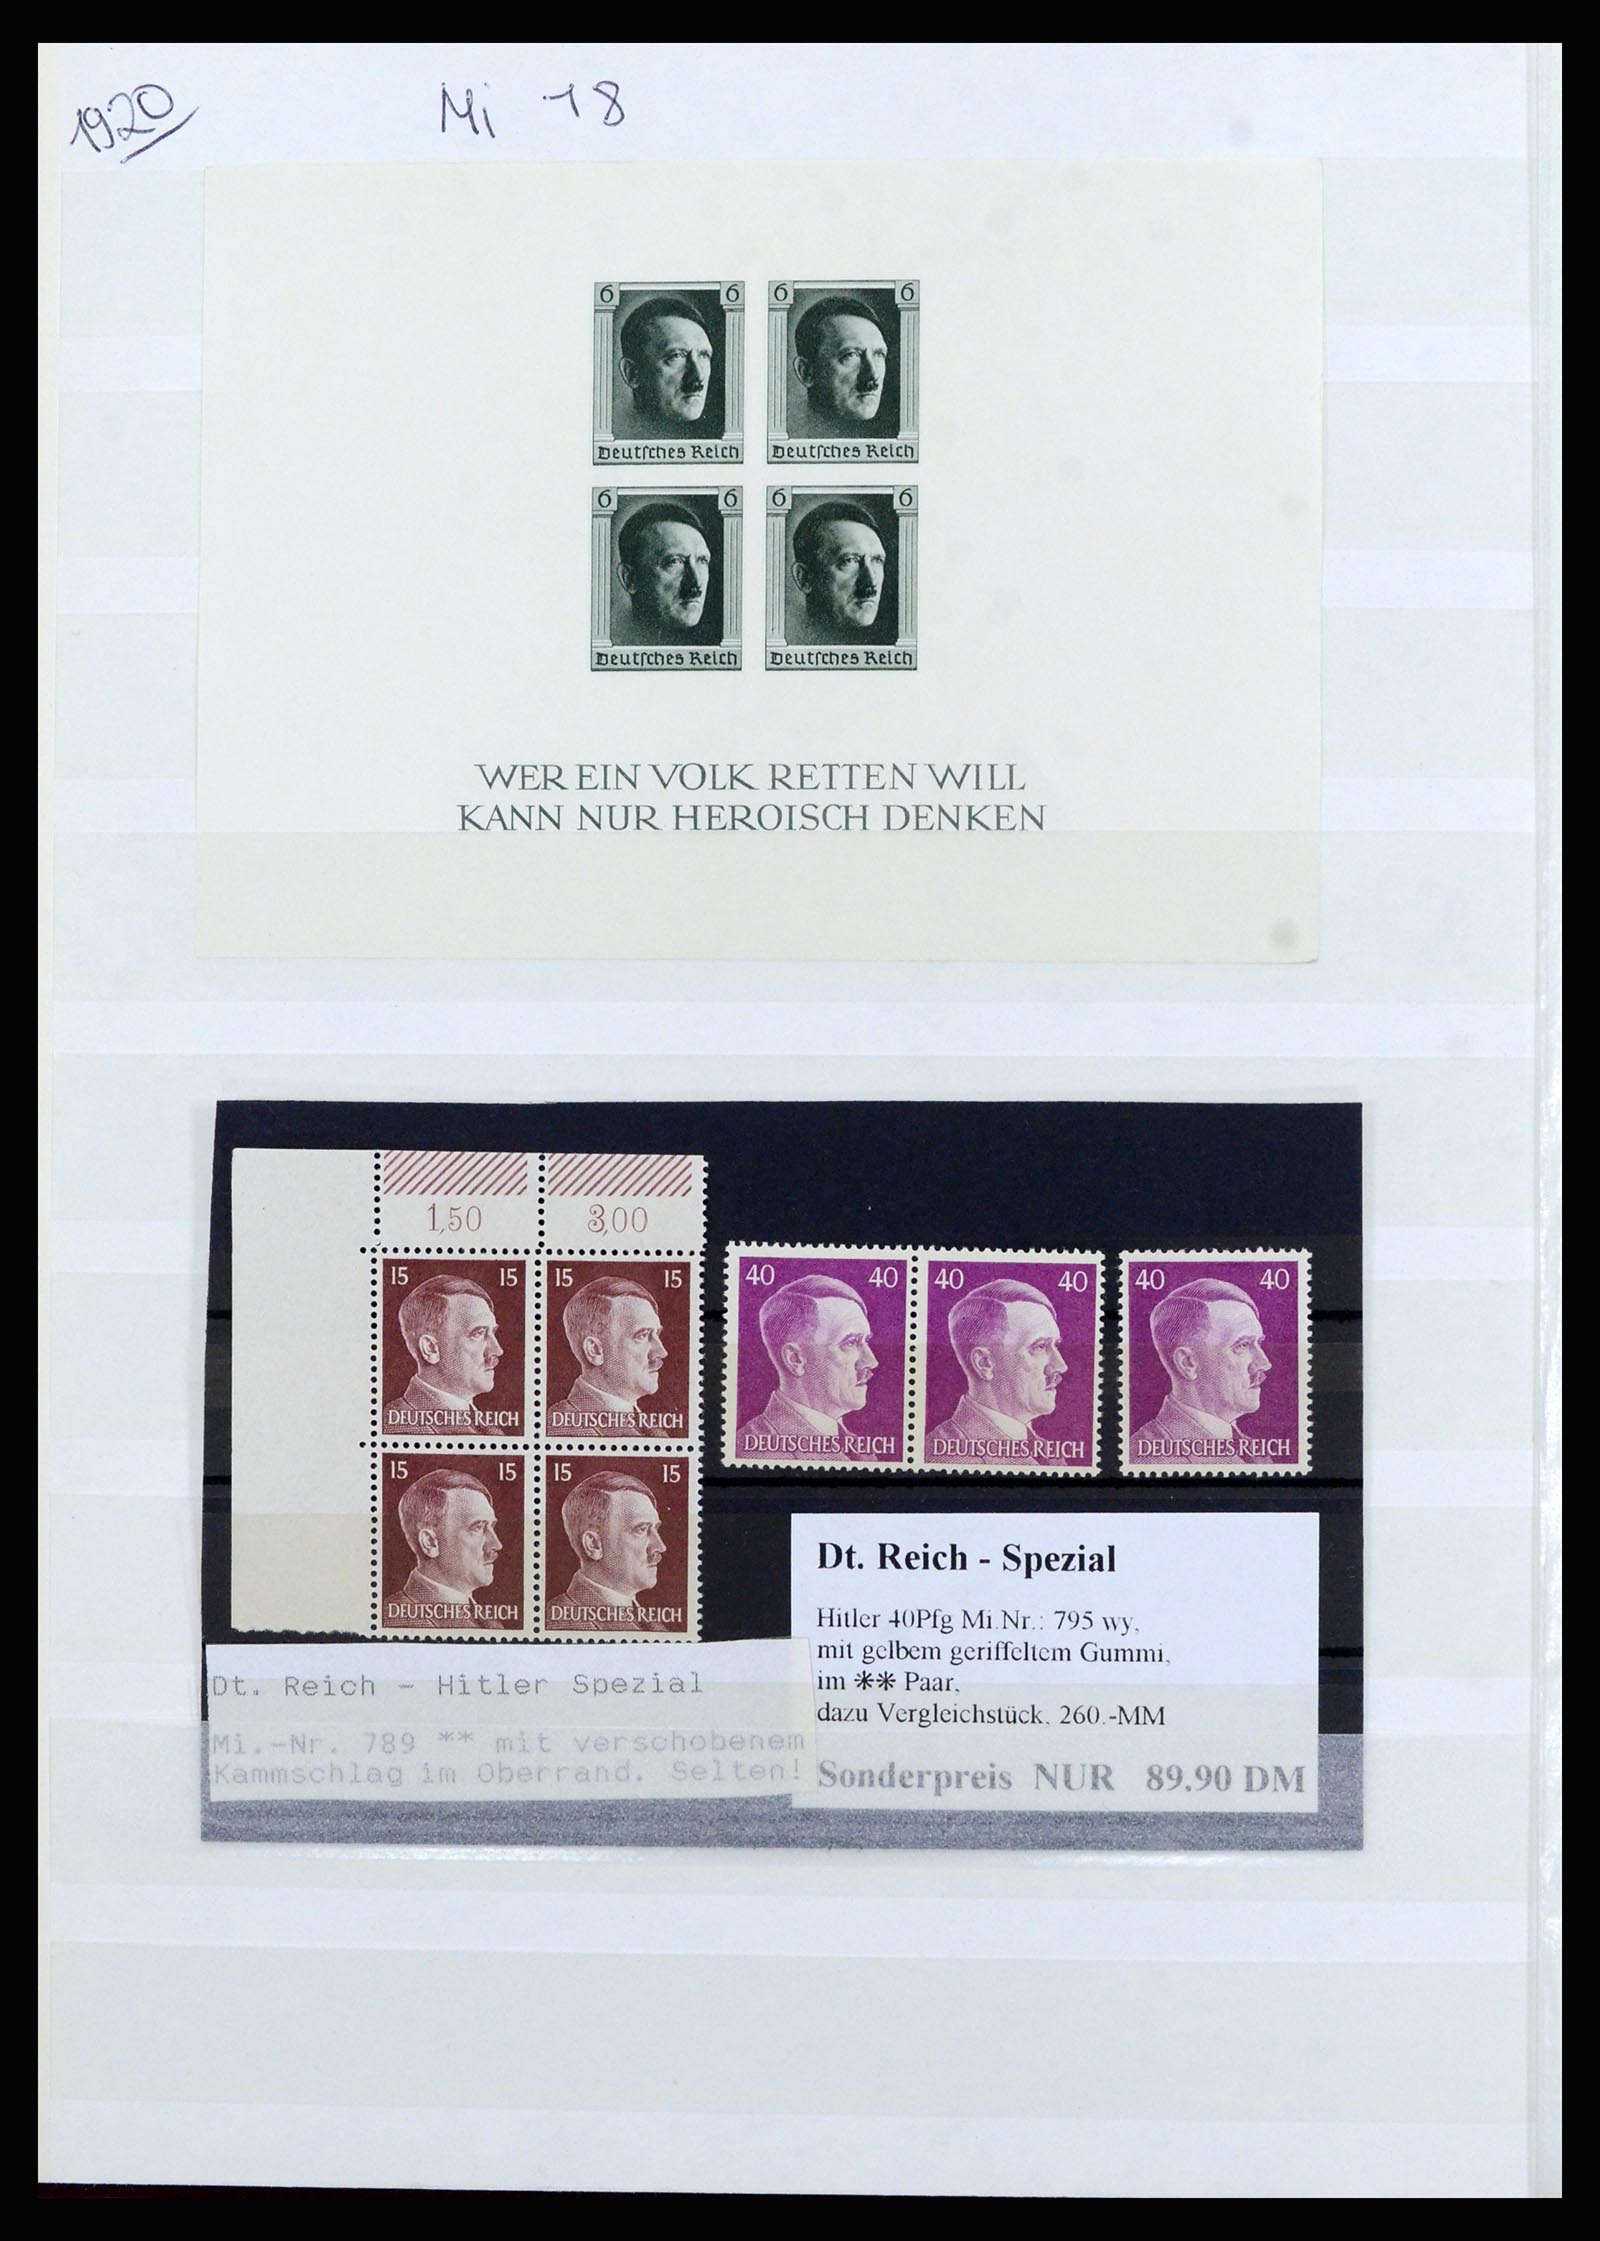 1920
Mi 18
6 6 6 6
Deutsches Reich Deutsches Reich
6 6 6 6
Deutsches Reich Deutsches Reich
WER EIN VOLK RETTEN WILL
KANN NUR HEROISCH DENKEN
1,50 3,00
15 15 15 15
DEUTSCHES REICH DEUTSCHES REICH
15 15 15 15
DEUTSCHES REICH DEUTSCHES REICH
40 40 40 40 40 40
DEUTSCHES REICH DEUTSCHES REICH DEUTSCHES REICH
Dt. Reich - Hitler Spezial
Mi.-Nr. 789 ** mit verschobenem
Kammschlag im Oberrand. Selten!
Dt. Reich - Spezial
Hitler 40Pfg Mi.Nr.: 795 wy,
mit gelbem geriffeltem Gummi,
im ** Paar,
dazu Vergleichstück, 260.-MM
Sonderpreis NUR 89.90 DM